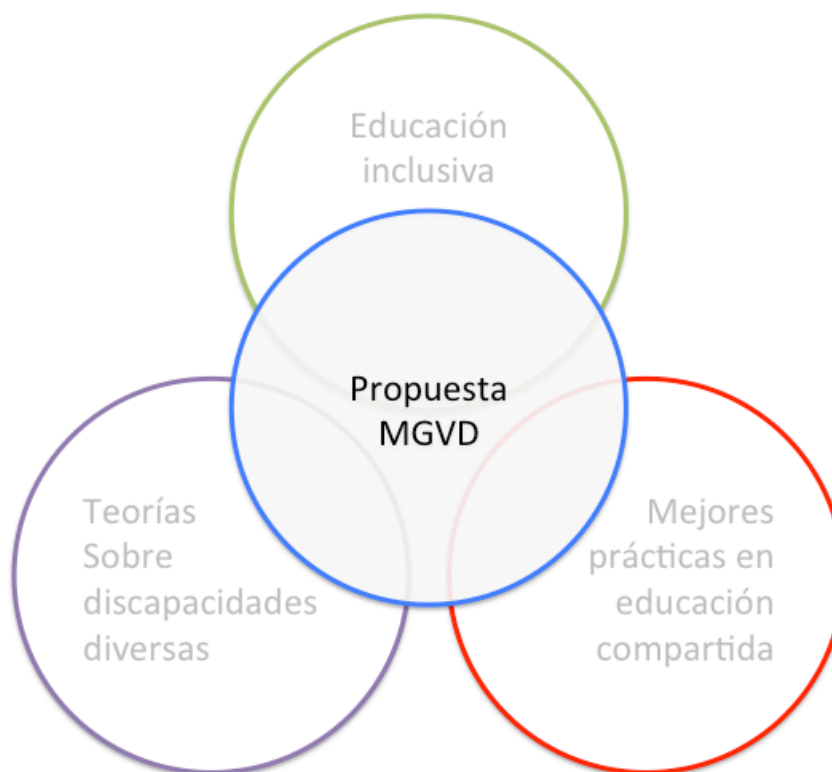 Educación
inclusiva
Propuesta
MGVD
Teorías
Sobre
discapacidades
diversas
Mejores
prácticas en
educación
compartida